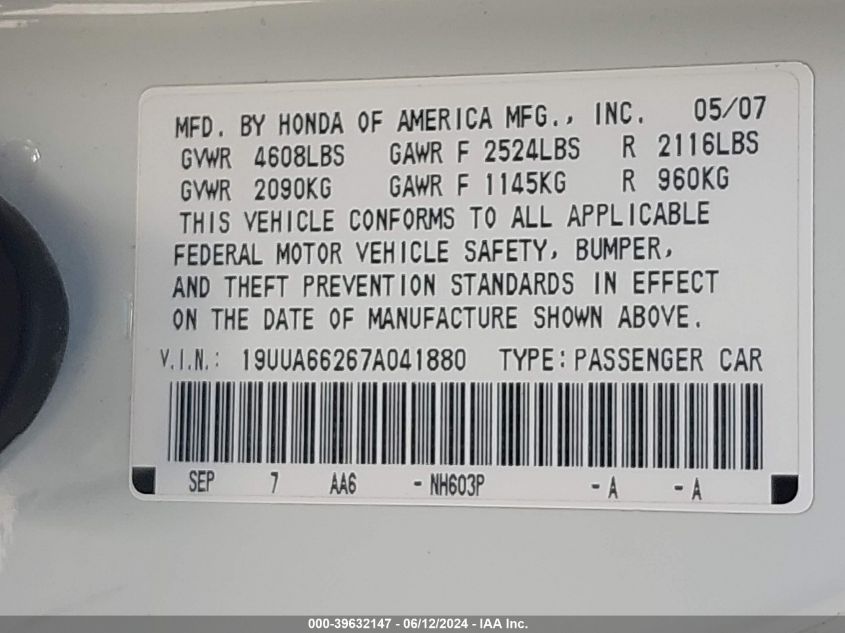 MFD. BY HONDA OF AMERICA MFG., INC. 05/07
GVWR 4608LBS GAWR F 2524LBS R 2116LBS
GVWR 2090KG GAWR F 1145KG R 960KG
THIS VEHICLE CONFORMS TO ALL APPLICABLE
FEDERAL MOTOR VEHICLE SAFETY, BUMPER,
AND THEFT PREVENTION STANDARDS IN EFFECT
ON THE DATE OF MANUFACTURE SHOWN ABOVE.
V.I.N.: 19UUA66267A041880 TYPE: PASSENGER CAR
SEP 7 AA6 -NH603P -A -A
000-39632147 - 06/12/2024 - IAA Inc.